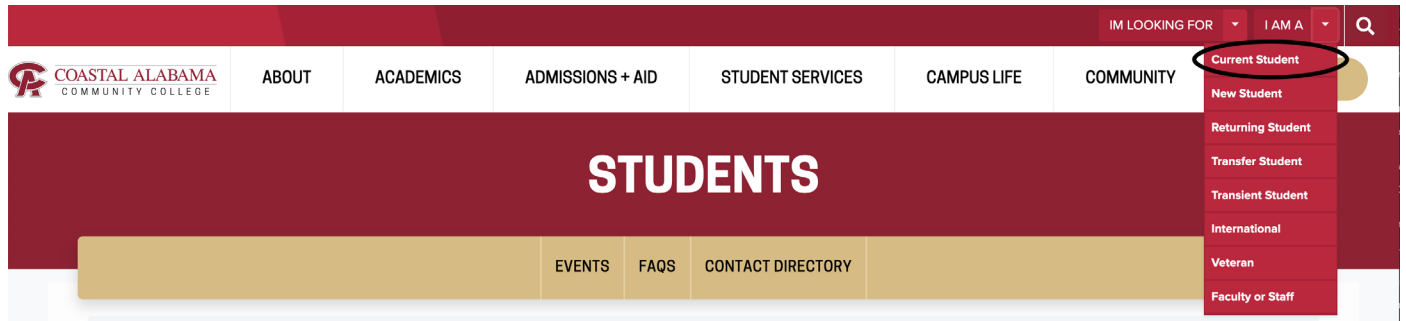 IM LOOKING FOR I AM A
COASTAL ALABAMA
COMMUNITY COLLEGE
ABOUT ACADEMICS ADMISSIONS + AID STUDENT SERVICES CAMPUS LIFE COMMUNITY
Current Student
New Student
Returning Student
Transfer Student
Transient Student
International
Veteran
Faculty or Staff
STUDENTS
EVENTS FAQS CONTACT DIRECTORY